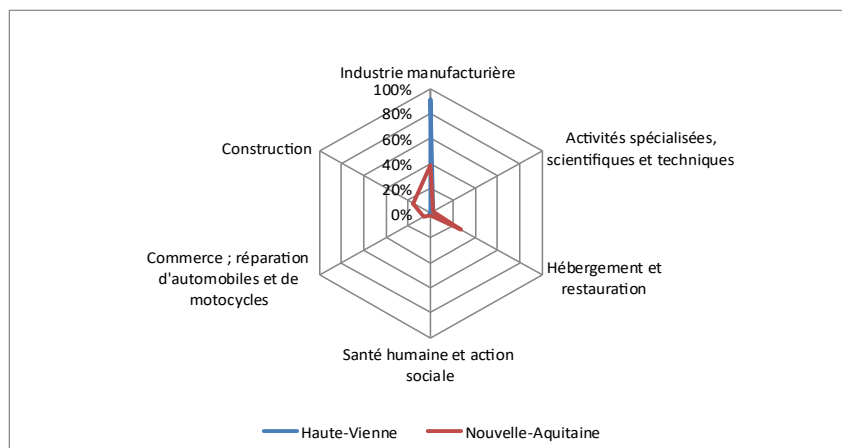 Industrie manufacturière
100%
80%
60%
40%
20%
0%
Activités spécialisées,
scientifiques et techniques
Hébergement et
restauration
Santé humaine et action
sociale
Commerce ; réparation
d'automobiles et de
motocycles
Construction
Haute-Vienne
Nouvelle-Aquitaine